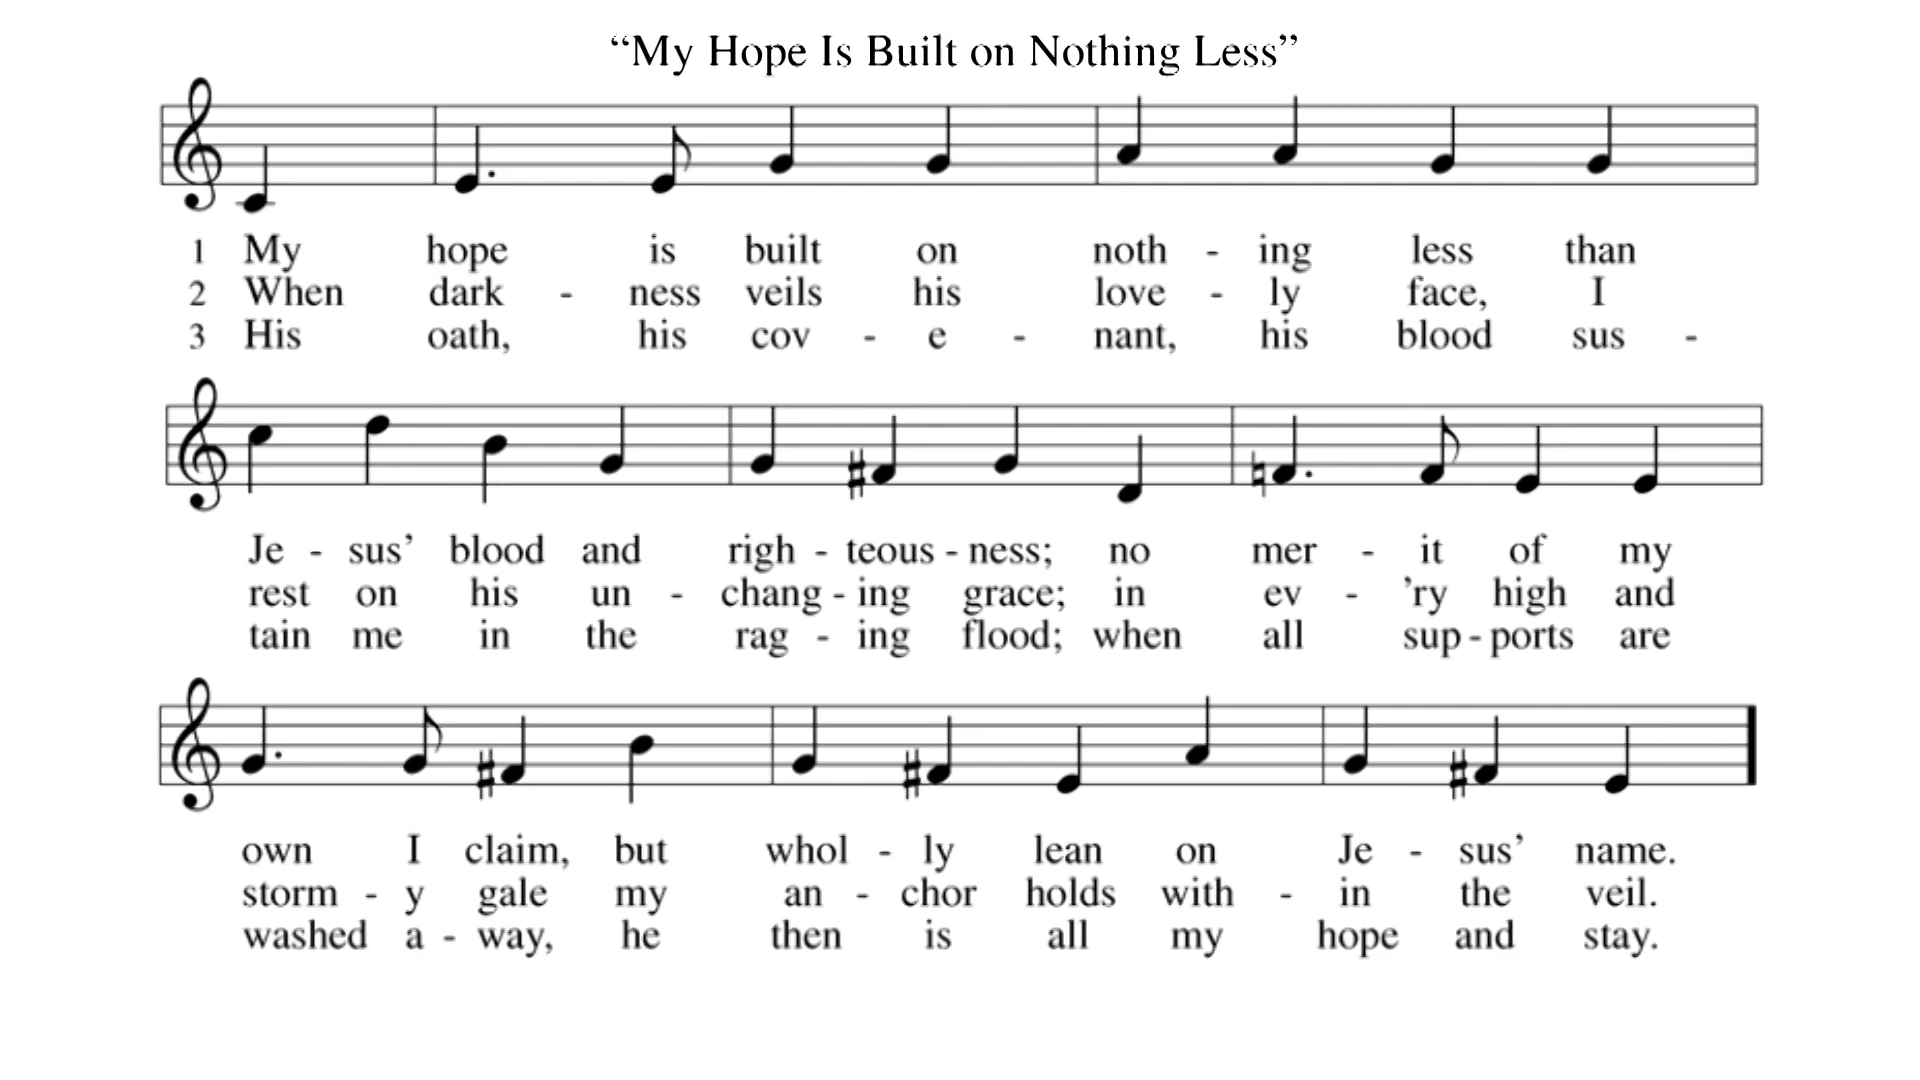 “My Hope Is Built on Nothing Less”
1 My hope is built on noth - ing less than
2 When dark - ness veils his love - ly face, I
3 His oath, his cov - e - nant, his blood sus -
Je - sus’ blood and righ - teous - ness; no mer - it of my
rest on his un - chang - ing grace; in ev - ’ry high and
tain me in the rag - ing flood; when all sup - ports are
own I claim, but whol - ly lean on Je - sus’ name.
storm - y gale my an - chor holds with - in the veil.
washed a - way, he then is all my hope and stay.